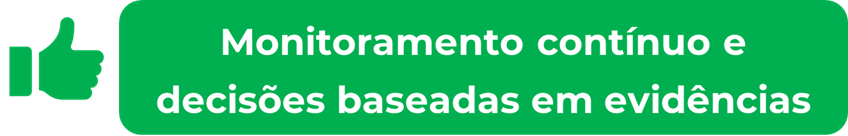 Monitoramento contínuo e
decisões baseadas em evidências